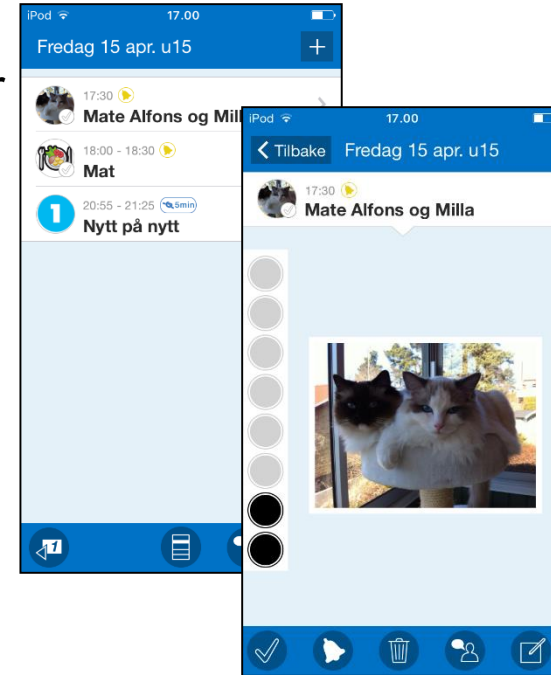 iPod 17.00
Fredag 15 apr. u15
17:30
Mate Alfons og Mill
18:00 - 18:30
Mat
1
20:55 - 21:25 5min
Nytt på nytt
1
iPod 17.00
Tilbake Fredag 15 apr. u15
17:30
Mate Alfons og Milla